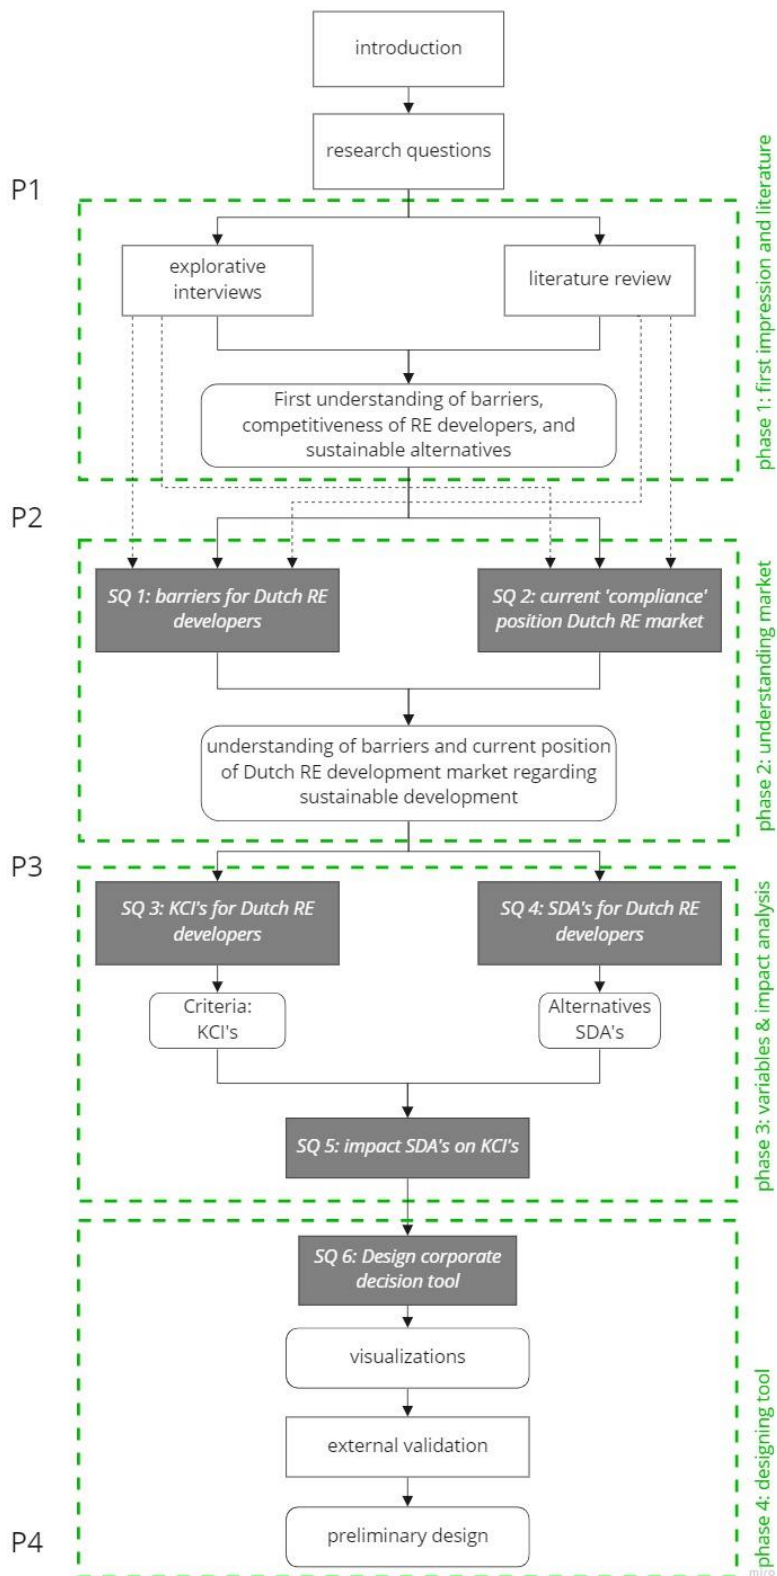 introduction
research questions
P1
phase 1: first impression and literature
explorative
interviews
literature review
First understanding of barriers,
competitiveness of RE developers, and
sustainable alternatives
P2
phase 2: understanding market
SQ 1: barriers for Dutch RE
developers
SQ 2: current 'compliance'
position Dutch RE market
understanding of barriers and current position
of Dutch RE development market regarding
sustainable development
P3
phase 3: variables & impact analysis
SQ 3: KCI's for Dutch RE
developers
SQ 4: SDA's for Dutch RE
developers
Criteria:
KCI's
Alternatives
SDA's
SQ 5: impact SDA's on KCI's
SQ 6: Design corporate
decision tool
visualizations
external validation
preliminary design
phase 4: designing tool
P4
miro